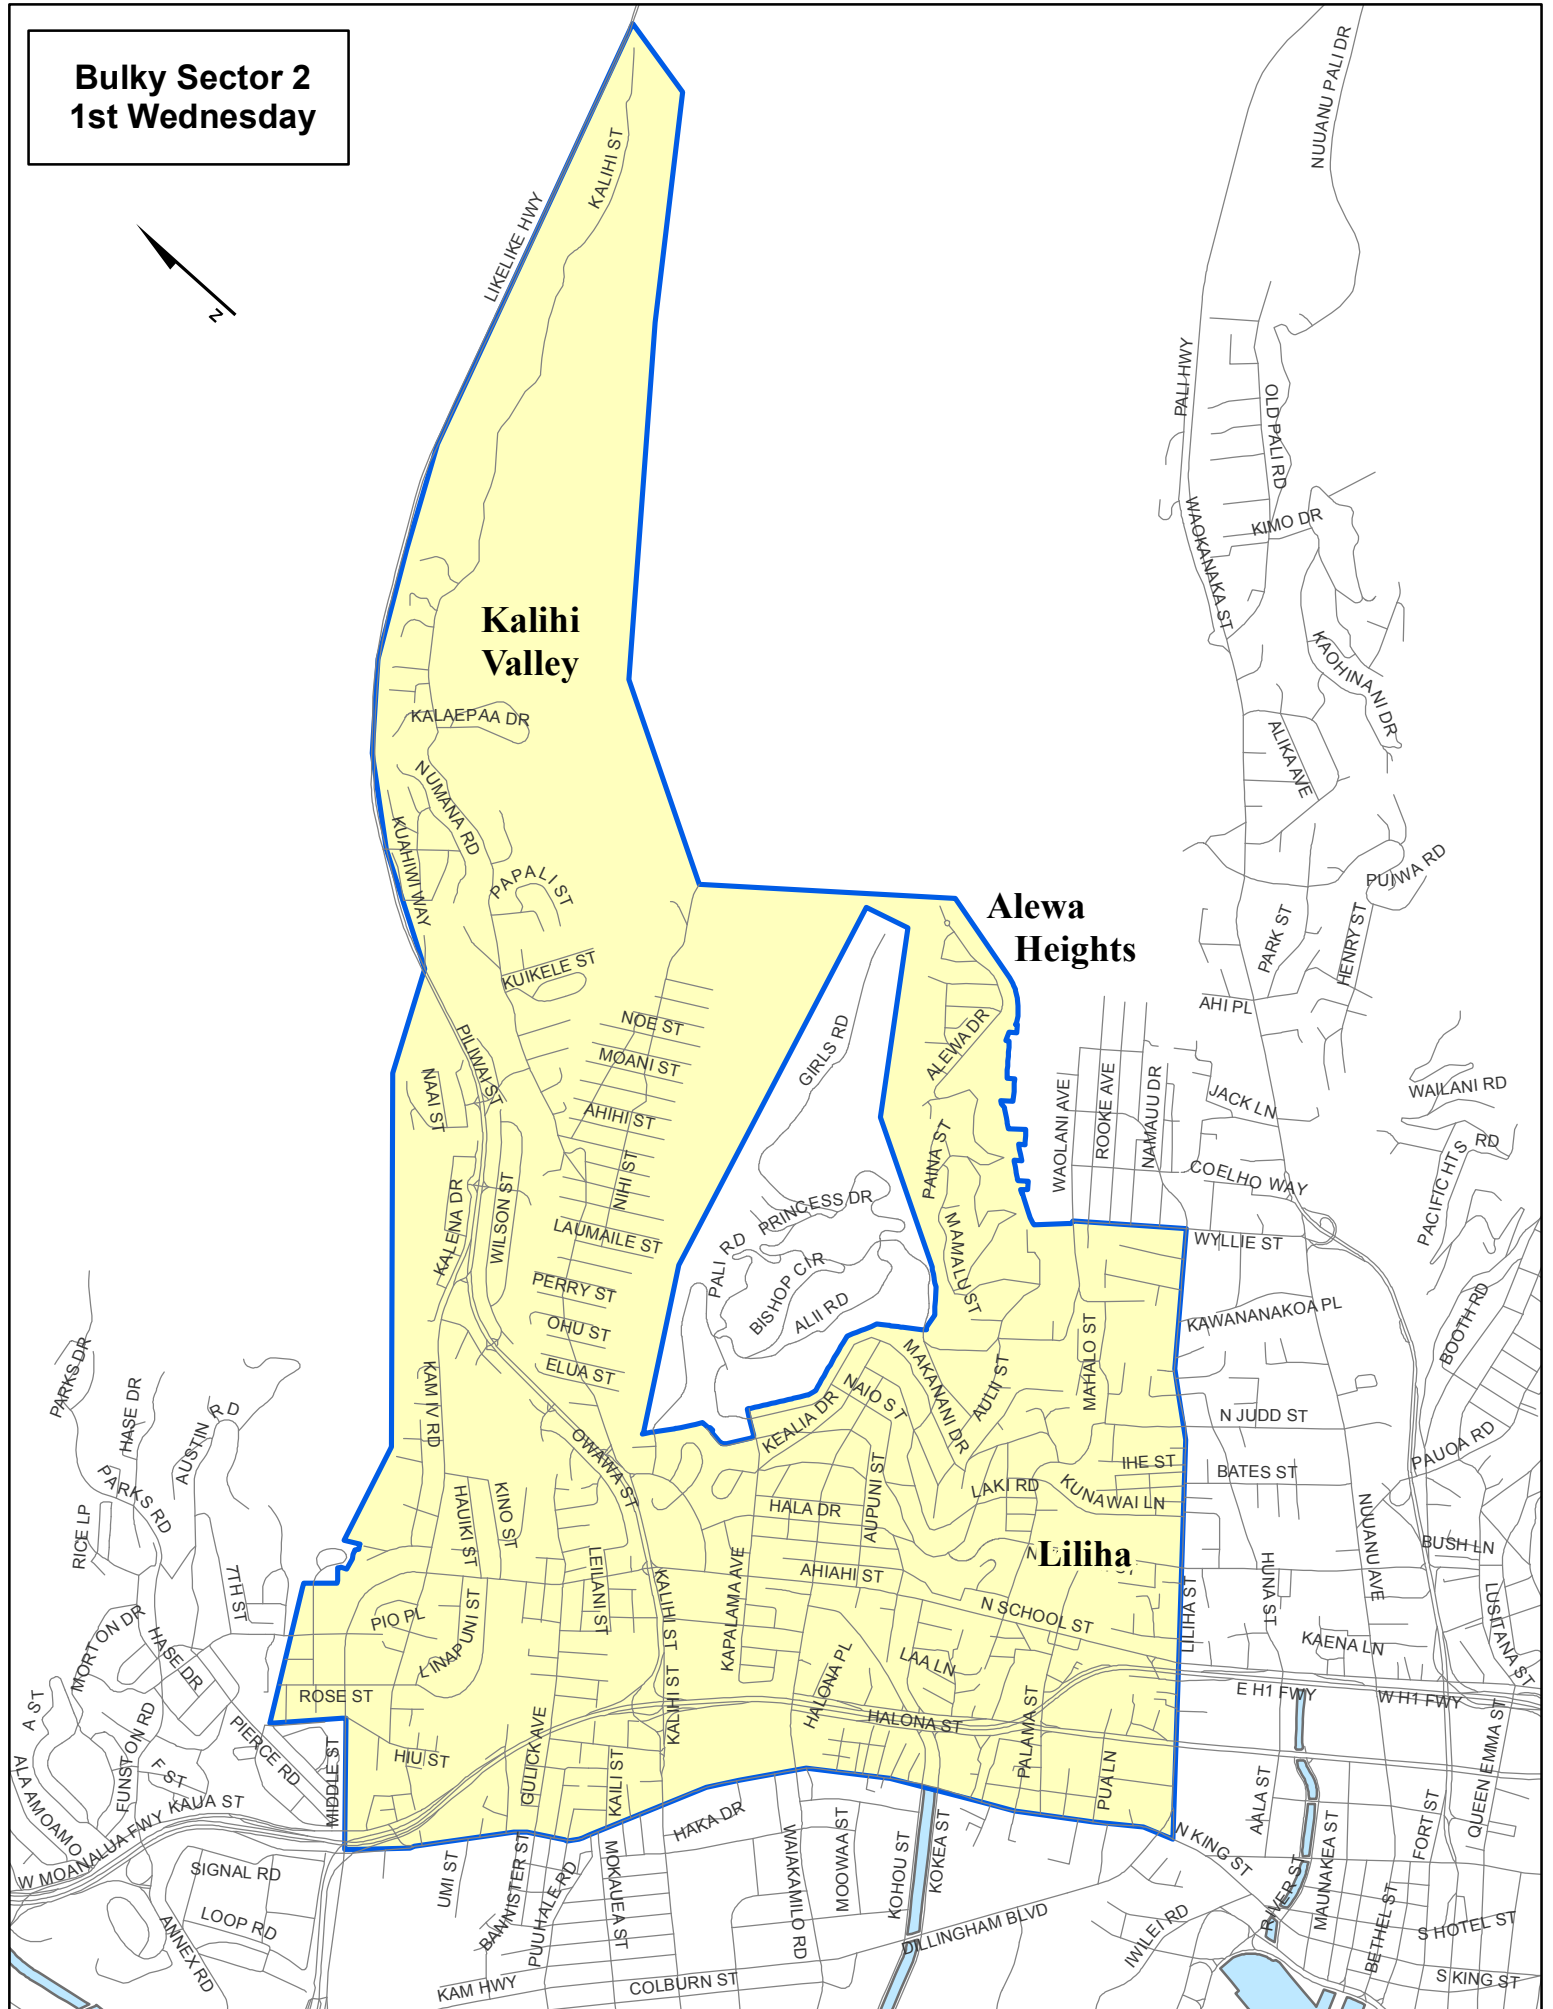 Bulky Sector 2
1st Wednesday
N
NUUANU PALI DR
KALIHI ST
LIKELIKE HWY
PALI HWY
OLD PALI RD
WAOKANAKA ST
KIMO DR
Kalihi
Valley
KAOHINANI DR
KALAEPAA DR
ALIKA AVE
NUMANA RD
KUAHIWI WAY
PAPALI ST
PUIWA RD
Alewa
Heights
PARK ST
HENRY ST
KUIKELE ST
AHI PL
NOE ST
GIRLS RD
ALEWA DR
PILIWAI ST
MOANI ST
NAAI ST
WAOLANI AVE
ROOKE AVE
NAMAUU DR
JACK LN
WAILANI RD
AHIHI ST
PAINA ST
NIHI ST
COELHO WAY
PACIFIC HTS RD
KALENA DR
WILSON ST
PRINCESS DR
LAUMAILE ST
PALI RD
MAMALU ST
WYLLIE ST
PERRY ST
BISHOP CIR
ALII RD
KAWANANAKOA PL
BOOTH RD
OHU ST
MAHALO ST
PARKS DR
HASE DR
AUSTIN RD
KAM IV RD
ELUA ST
MAKANANI DR
NAIO ST
AULII ST
KEALIA DR
N JUDD ST
OWAWA ST
PAUOA RD
PARKS RD
IHE ST
BATES ST
HAUIKI ST
KINO ST
LAKI RD
KUNAWAI LN
RICE LP
HALA DR
AUPUNI ST
NUUANU AVE
BUSH LN
Liliha
LEILANI ST
KAPALAMA AVE
AHIAHI ST
7TH ST
KALIHI ST
LILIHA ST
HUNA ST
LUSITANA ST
PIO PL
LINAPUNI ST
N SCHOOL ST
MORTON DR
HASE DR
KAENA LN
LAA LN
HALONA PL
ROSE ST
KALIHI ST
E H1 FWY
W H1 FWY
A ST
FUNSTON RD
PIERCE RD
HALONA ST
PALAMA ST
QUEEN EMMA ST
HIU ST
GULICK AVE
MIDDLE ST
F ST
KAILI ST
PUA LN
ALA AMOAMO
KAUA ST
AALA ST
FORT ST
HAKA DR
W MOANALUA FWY
N KING ST
MAUNAKEA ST
SIGNAL RD
UMI ST
BANNISTER ST
PUUHALE RD
MOKAUEA ST
WAIAKAMILO RD
MOOWAA ST
KOHOU ST
KOKEA ST
RIVER ST
LOOP RD
ANNEX RD
DILLINGHAM BLVD
IWILEI RD
BETHEL ST
S HOTEL ST
KAM HWY
COLBURN ST
S KING ST